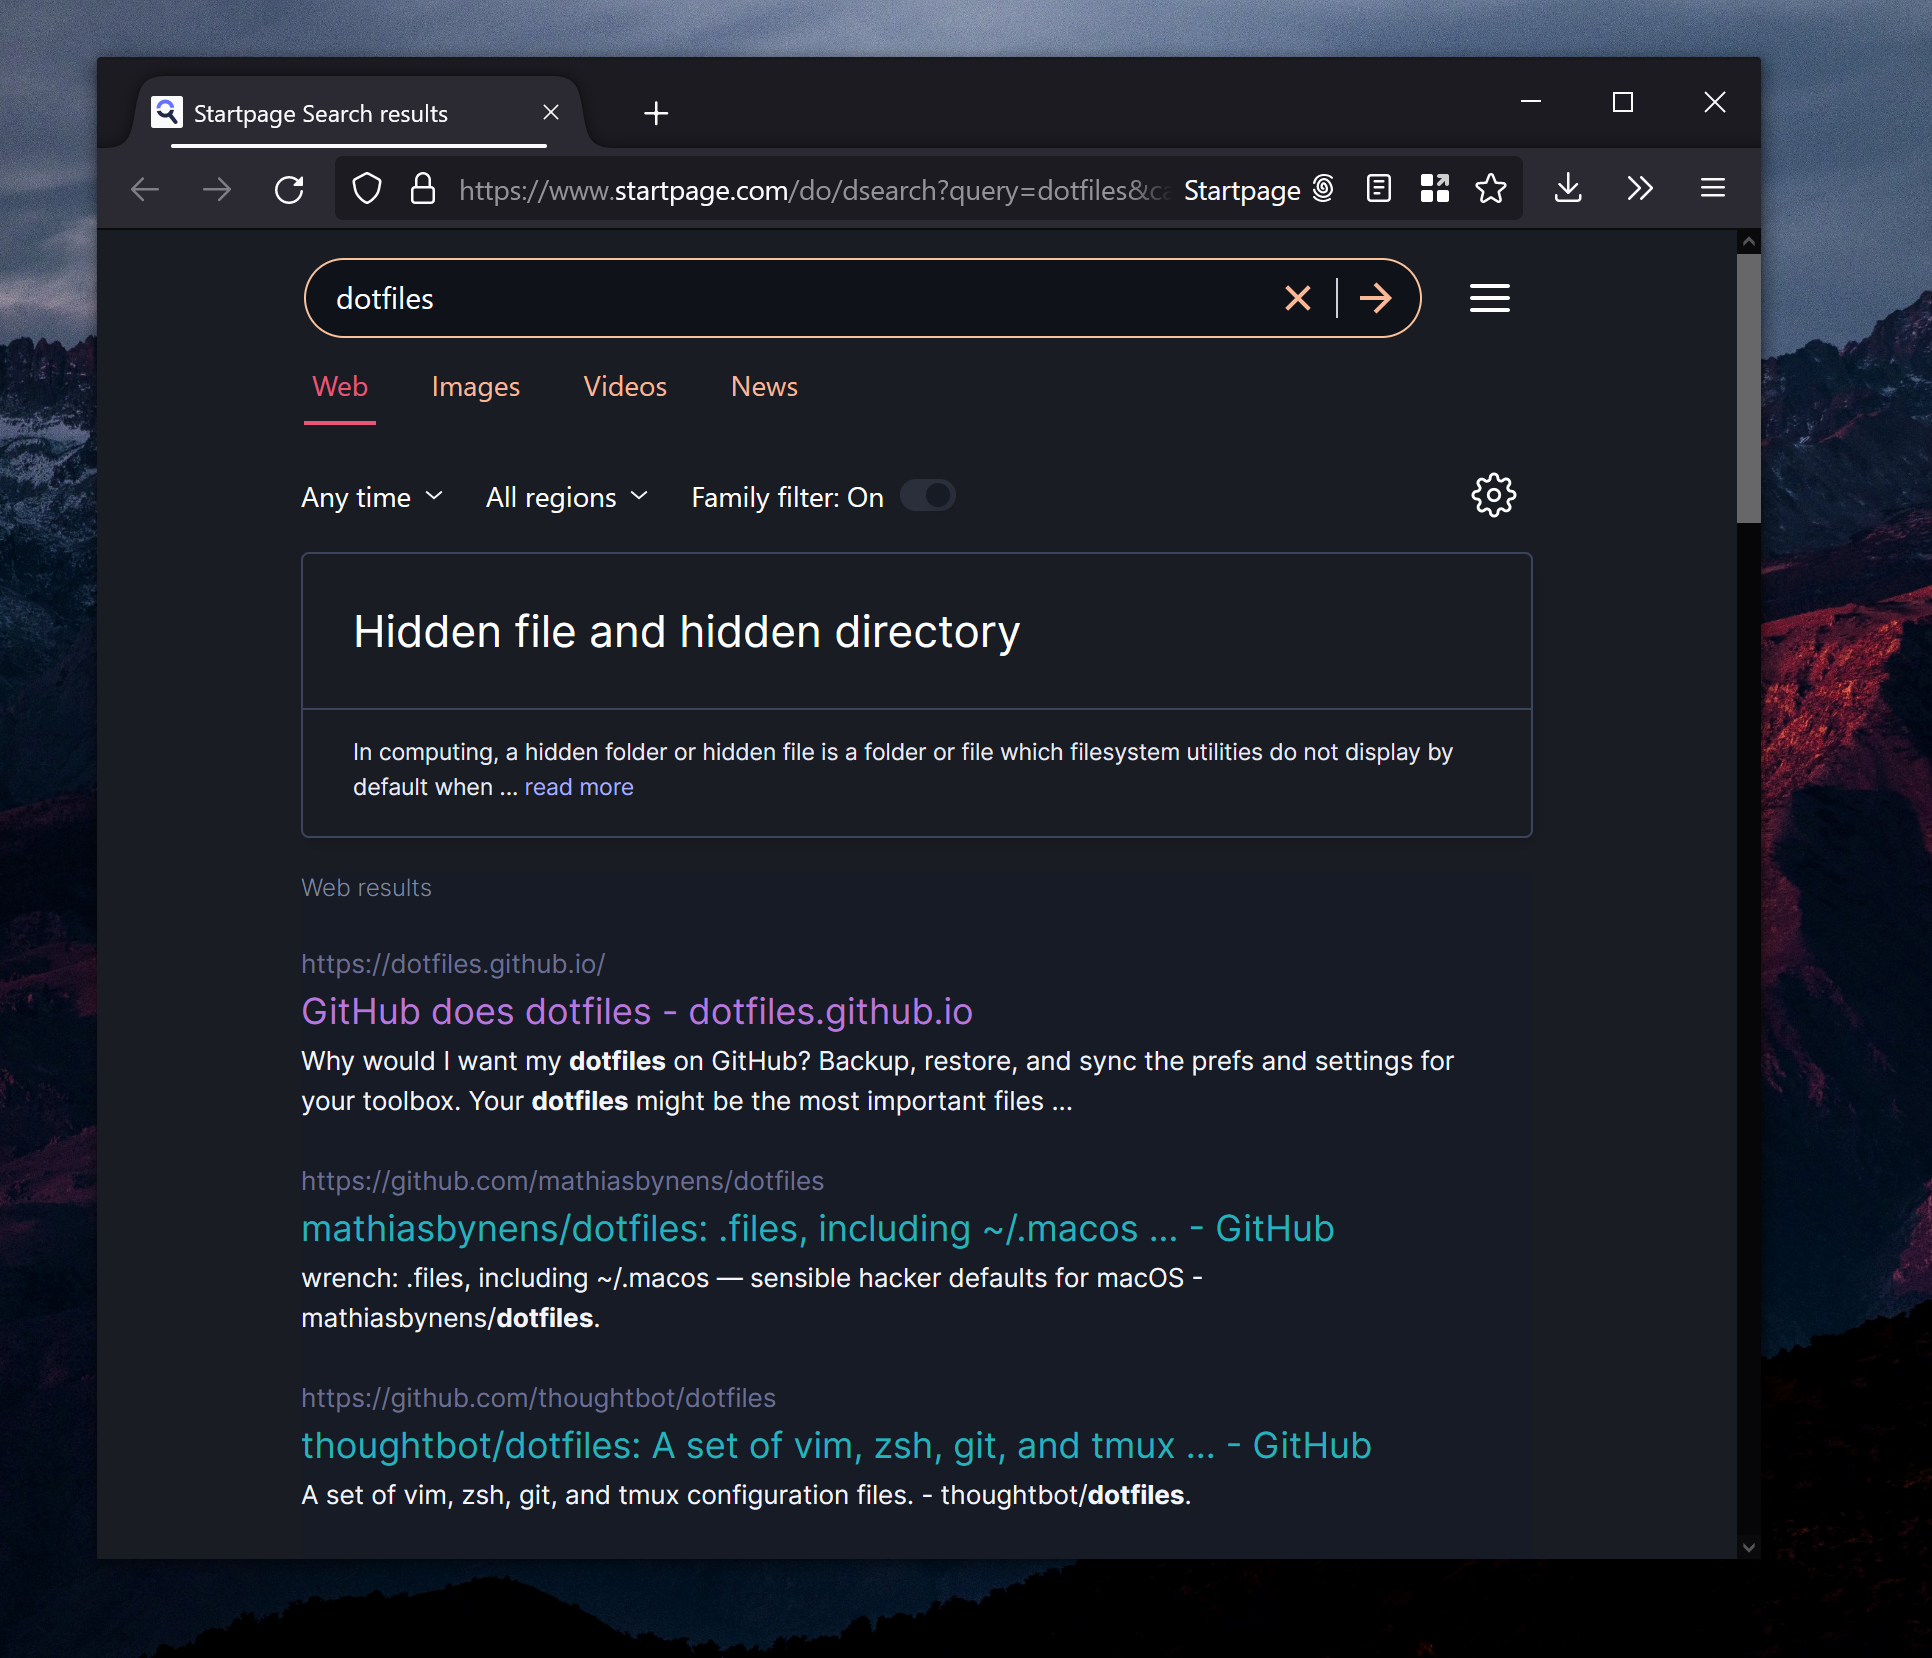 Startpage Search results
https://www.startpage.com/do/dsearch?query=dotfiles&ca Startpage
dotfiles
Web Images Videos News
Any time All regions Family filter: On
Hidden file and hidden directory
In computing, a hidden folder or hidden file is a folder or file which filesystem utilities do not display by
default when ... read more
Web results
https://dotfiles.github.io/
GitHub does dotfiles - dotfiles.github.io
Why would I want my dotfiles on GitHub? Backup, restore, and sync the prefs and settings for
your toolbox. Your dotfiles might be the most important files ...
https://github.com/mathiasbynens/dotfiles
mathiasbynens/dotfiles: .files, including ~/.macos ... - GitHub
wrench: .files, including ~/.macos — sensible hacker defaults for macOS -
mathiasbynens/dotfiles.
https://github.com/thoughtbot/dotfiles
thoughtbot/dotfiles: A set of vim, zsh, git, and tmux ... - GitHub
A set of vim, zsh, git, and tmux configuration files. - thoughtbot/dotfiles.